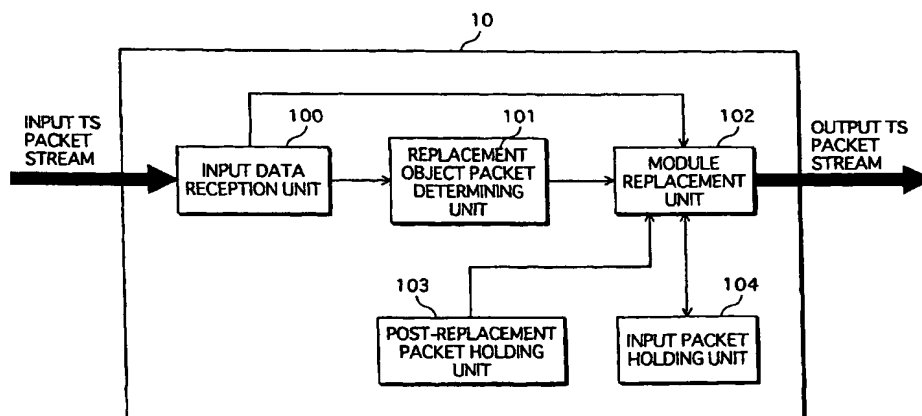 10
INPUT TS
PACKET
STREAM
100
INPUT DATA
RECEPTION UNIT
101
REPLACEMENT
OBJECT PACKET
DETERMINING
UNIT
102
MODULE
REPLACEMENT
UNIT
OUTPUT TS
PACKET
STREAM
103
POST-REPLACEMENT
PACKET HOLDING
UNIT
104
INPUT PACKET
HOLDING UNIT